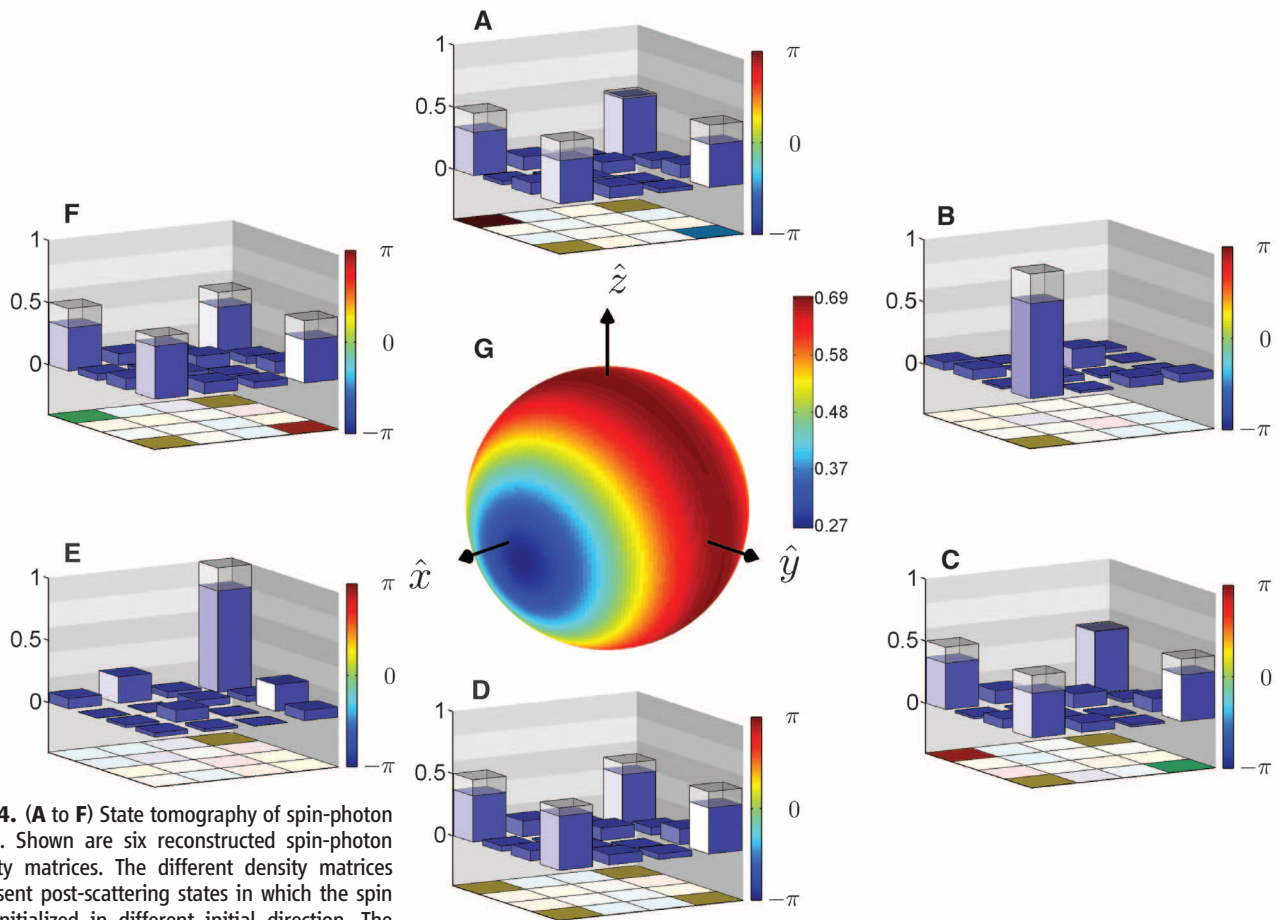 A
1
0.5
0
π
0
−π
F
1
0.5
0
π
0
−π
B
1
0.5
0
π
0
−π
G
ẑ
x̂
ŷ
0.69
0.58
0.48
0.37
0.27
E
1
0.5
0
π
0
−π
C
1
0.5
0
π
0
−π
D
1
0.5
0
π
0
−π
4. (A to F) State tomography of spin-photon
. Shown are six reconstructed spin-photon
ty matrices. The different density matrices
sent post-scattering states in which the spin
nitialized in different initial direction. The